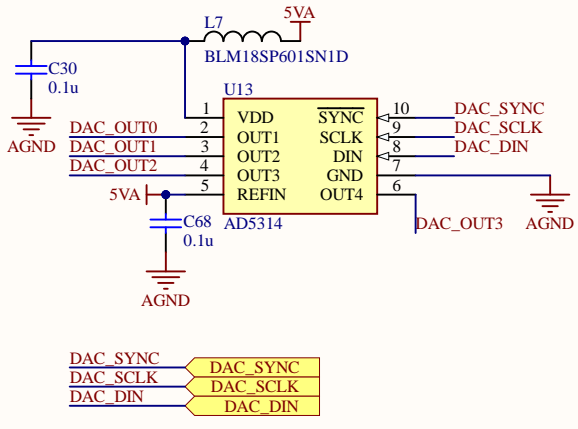 L7
5VA
BLM18SP601SN1D
C30
0.1u
AGND
U13
1 VDD SYNC 10 DAC_SYNC
DAC_OUT0 2 OUT1 SCLK 9 DAC_SCLK
DAC_OUT1 3 OUT2 DIN 8 DAC_DIN
DAC_OUT2 4 OUT3 GND 7
5VA 5 REFIN OUT4 6
C68
0.1u
AD5314
DAC_OUT3
AGND
AGND
DAC_SYNC DAC_SYNC
DAC_SCLK DAC_SCLK
DAC_DIN DAC_DIN